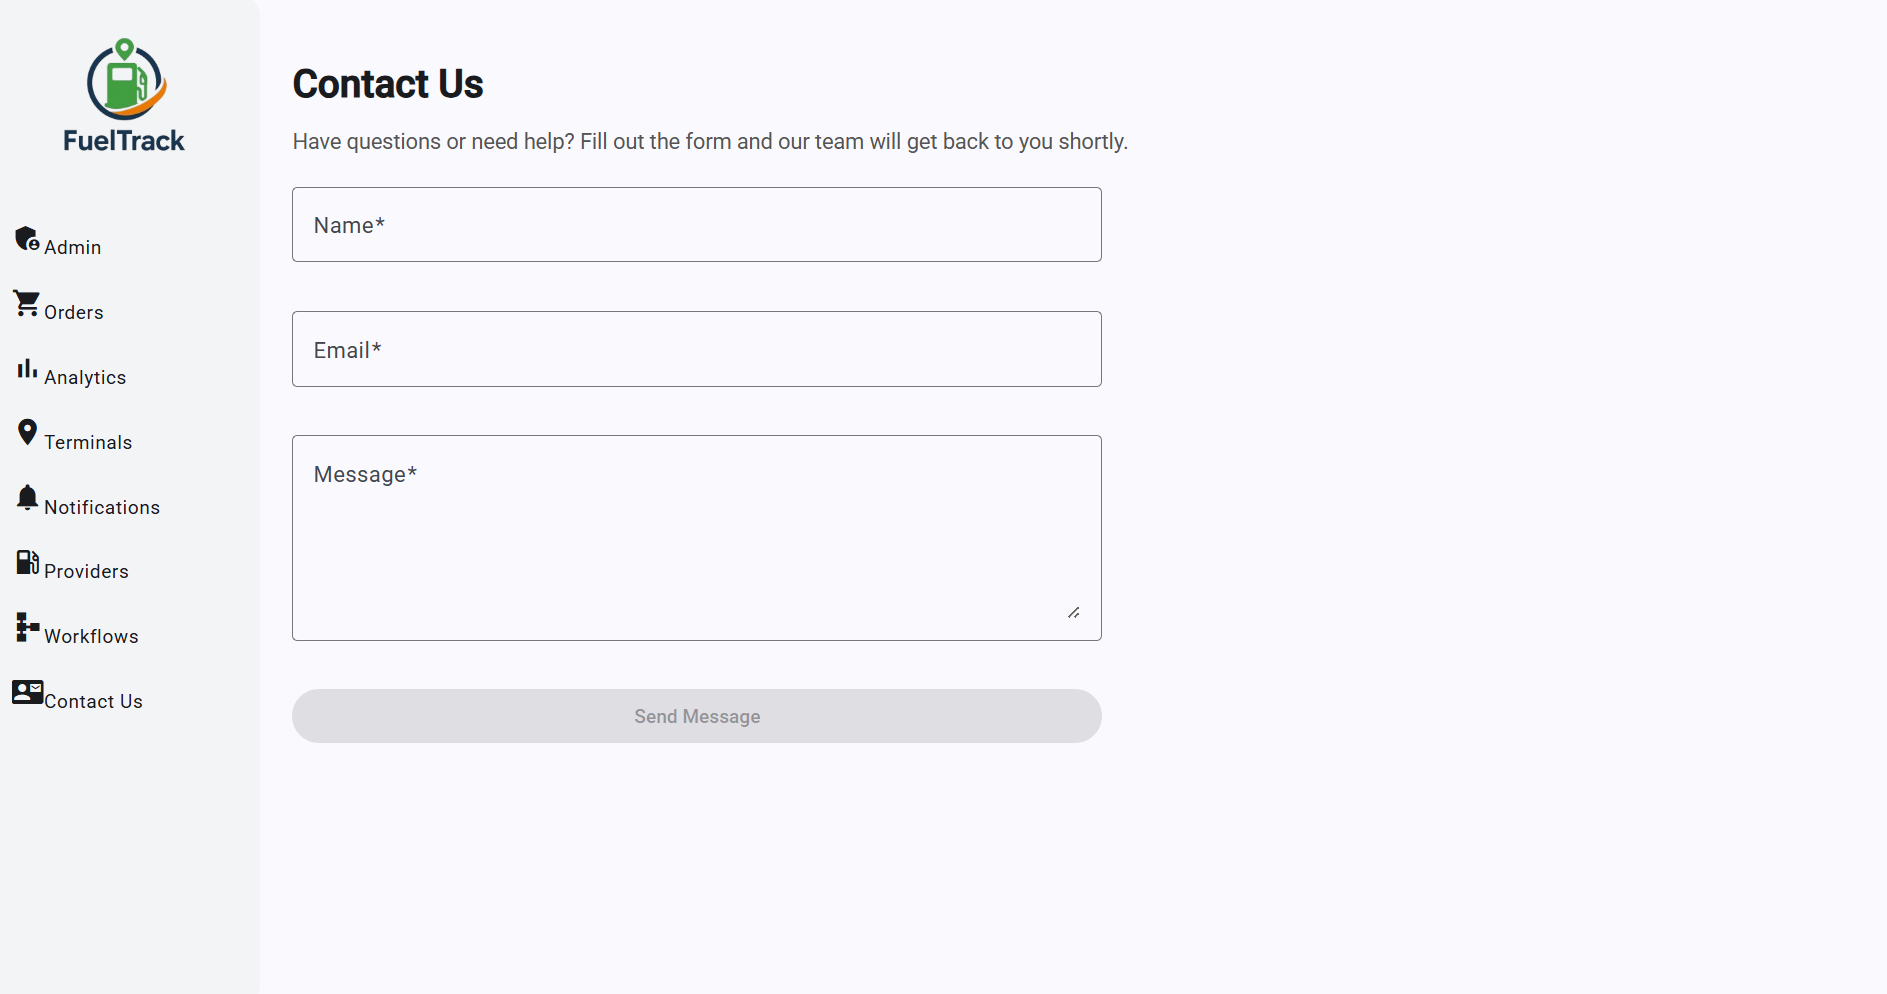 FuelTrack
Admin
Orders
Analytics
Terminals
Notifications
Providers
Workflows
Contact Us
Contact Us
Have questions or need help? Fill out the form and our team will get back to you shortly.
Name*
Email*
Message*
Send Message